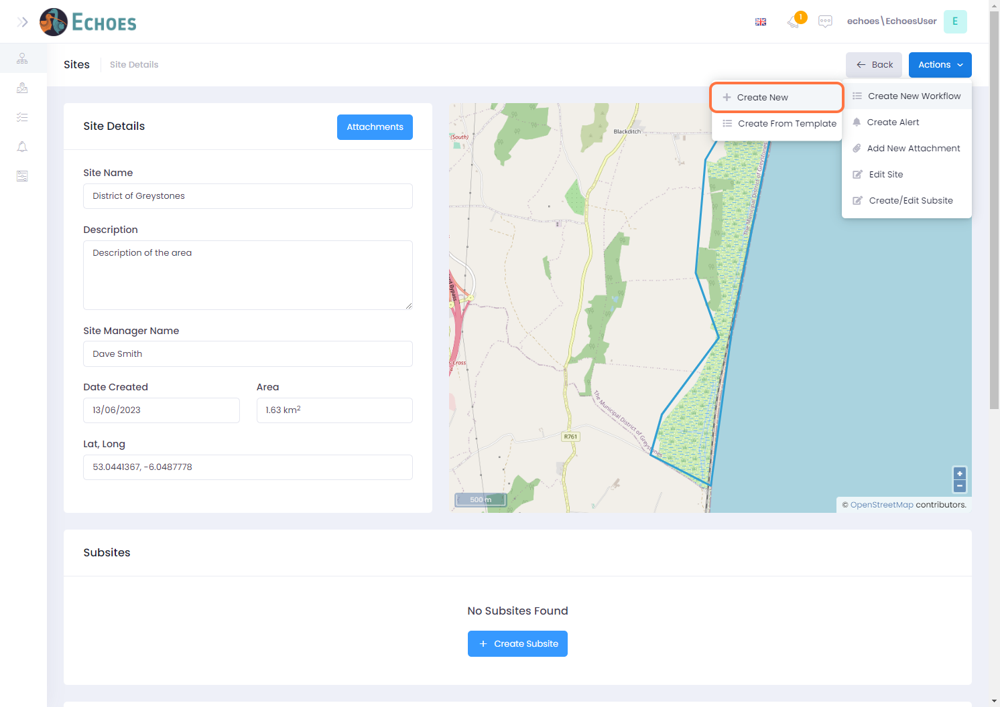 ECHOES
1
echoes\EchoesUser
E
Sites
Site Details
Back
Actions
Create New
Create From Template
Create New Workflow
Create Alert
Add New Attachment
Edit Site
Create/Edit Subsite
Site Details
Attachments
Site Name
District of Greystones
Description
Description of the area
Site Manager Name
Dave Smith
Date Created
Area
13/06/2023
1.63 km²
Lat, Long
53.0441367, -6.0487778
(South)
Blackditch
The Municipal District of Greystones
Bypass
Cross
The Municipal District of Greystones
R761
500 m
+
−
© OpenStreetMap contributors.
Subsites
No Subsites Found
+ Create Subsite